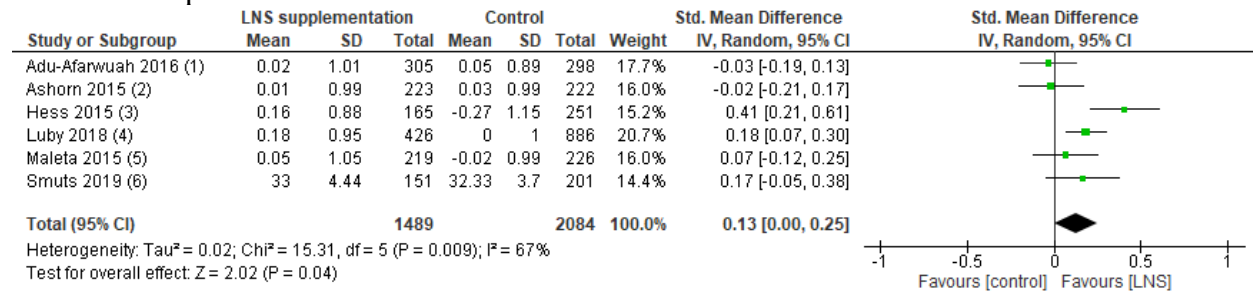 LNS supplementation Control Std. Mean Difference Std. Mean Difference
Study or Subgroup Mean SD Total Mean SD Total Weight IV, Random, 95% CI IV, Random, 95% CI
Adu-Afarwuah 2016 (1) 0.02 1.01 305 0.05 0.89 298 17.7% -0.03 [-0.19, 0.13]
Ashorn 2015 (2) 0.01 0.99 223 0.03 0.99 222 16.0% -0.02 [-0.21, 0.17]
Hess 2015 (3) 0.16 0.88 165 -0.27 1.15 251 15.2% 0.41 [0.21, 0.61]
Luby 2018 (4) 0.18 0.95 426 0 1 886 20.7% 0.18 [0.07, 0.30]
Maleta 2015 (5) 0.05 1.05 219 -0.02 0.99 226 16.0% 0.07 [-0.12, 0.25]
Smuts 2019 (6) 33 4.44 151 32.33 3.7 201 14.4% 0.17 [-0.05, 0.38]
Total (95% CI) 1489 2084 100.0% 0.13 [0.00, 0.25]
Heterogeneity: Tau² = 0.02; Chi² = 15.31, df = 5 (P = 0.009); I² = 67%
Test for overall effect: Z = 2.02 (P = 0.04)
-1 -0.5 0 0.5 1
Favours [control] Favours [LNS]